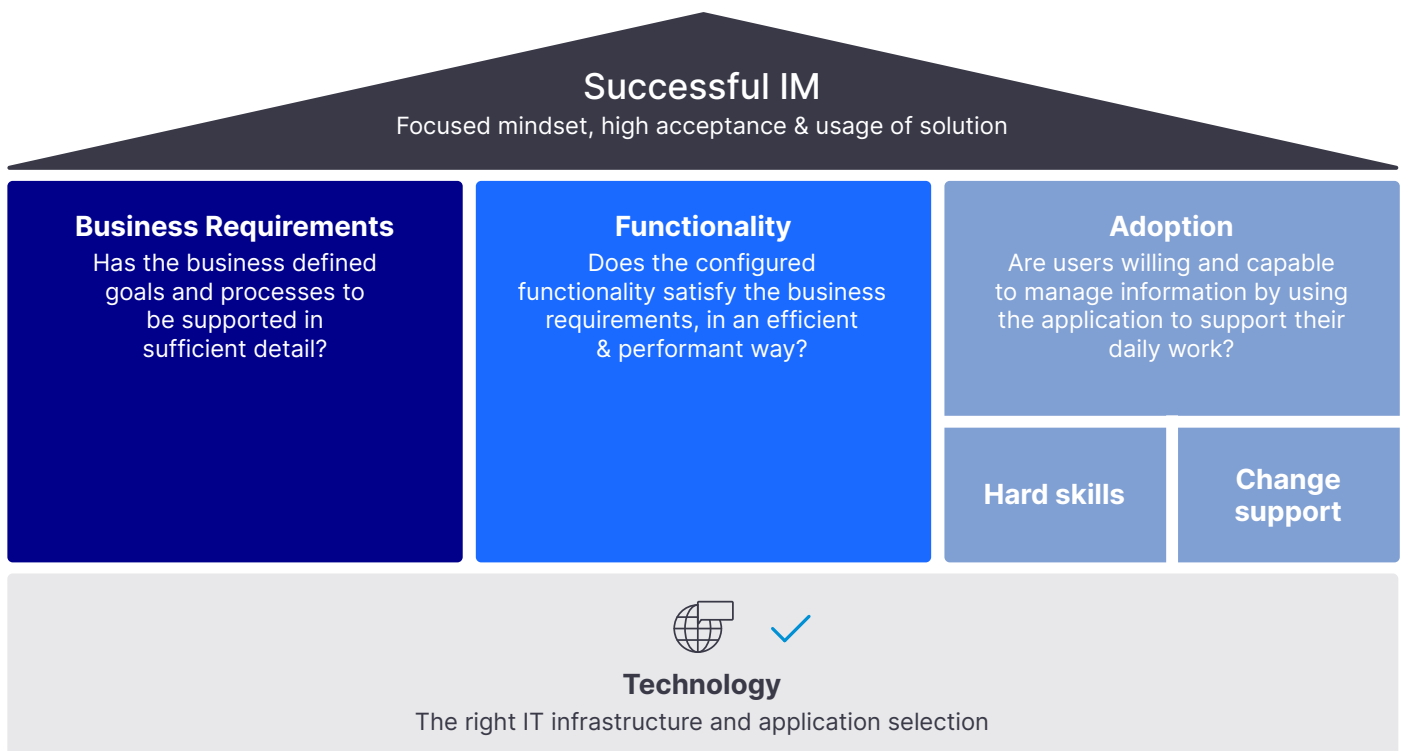 Successful IM
Focused mindset, high acceptance & usage of solution
Business Requirements
Has the business defined
goals and processes to
be supported in
sufficient detail?
Functionality
Does the configured
functionality satisfy the business
requirements, in an efficient
& performant way?
Adoption
Are users willing and capable
to manage information by using
the application to support their
daily work?
Hard skills
Change
support
Technology
The right IT infrastructure and application selection